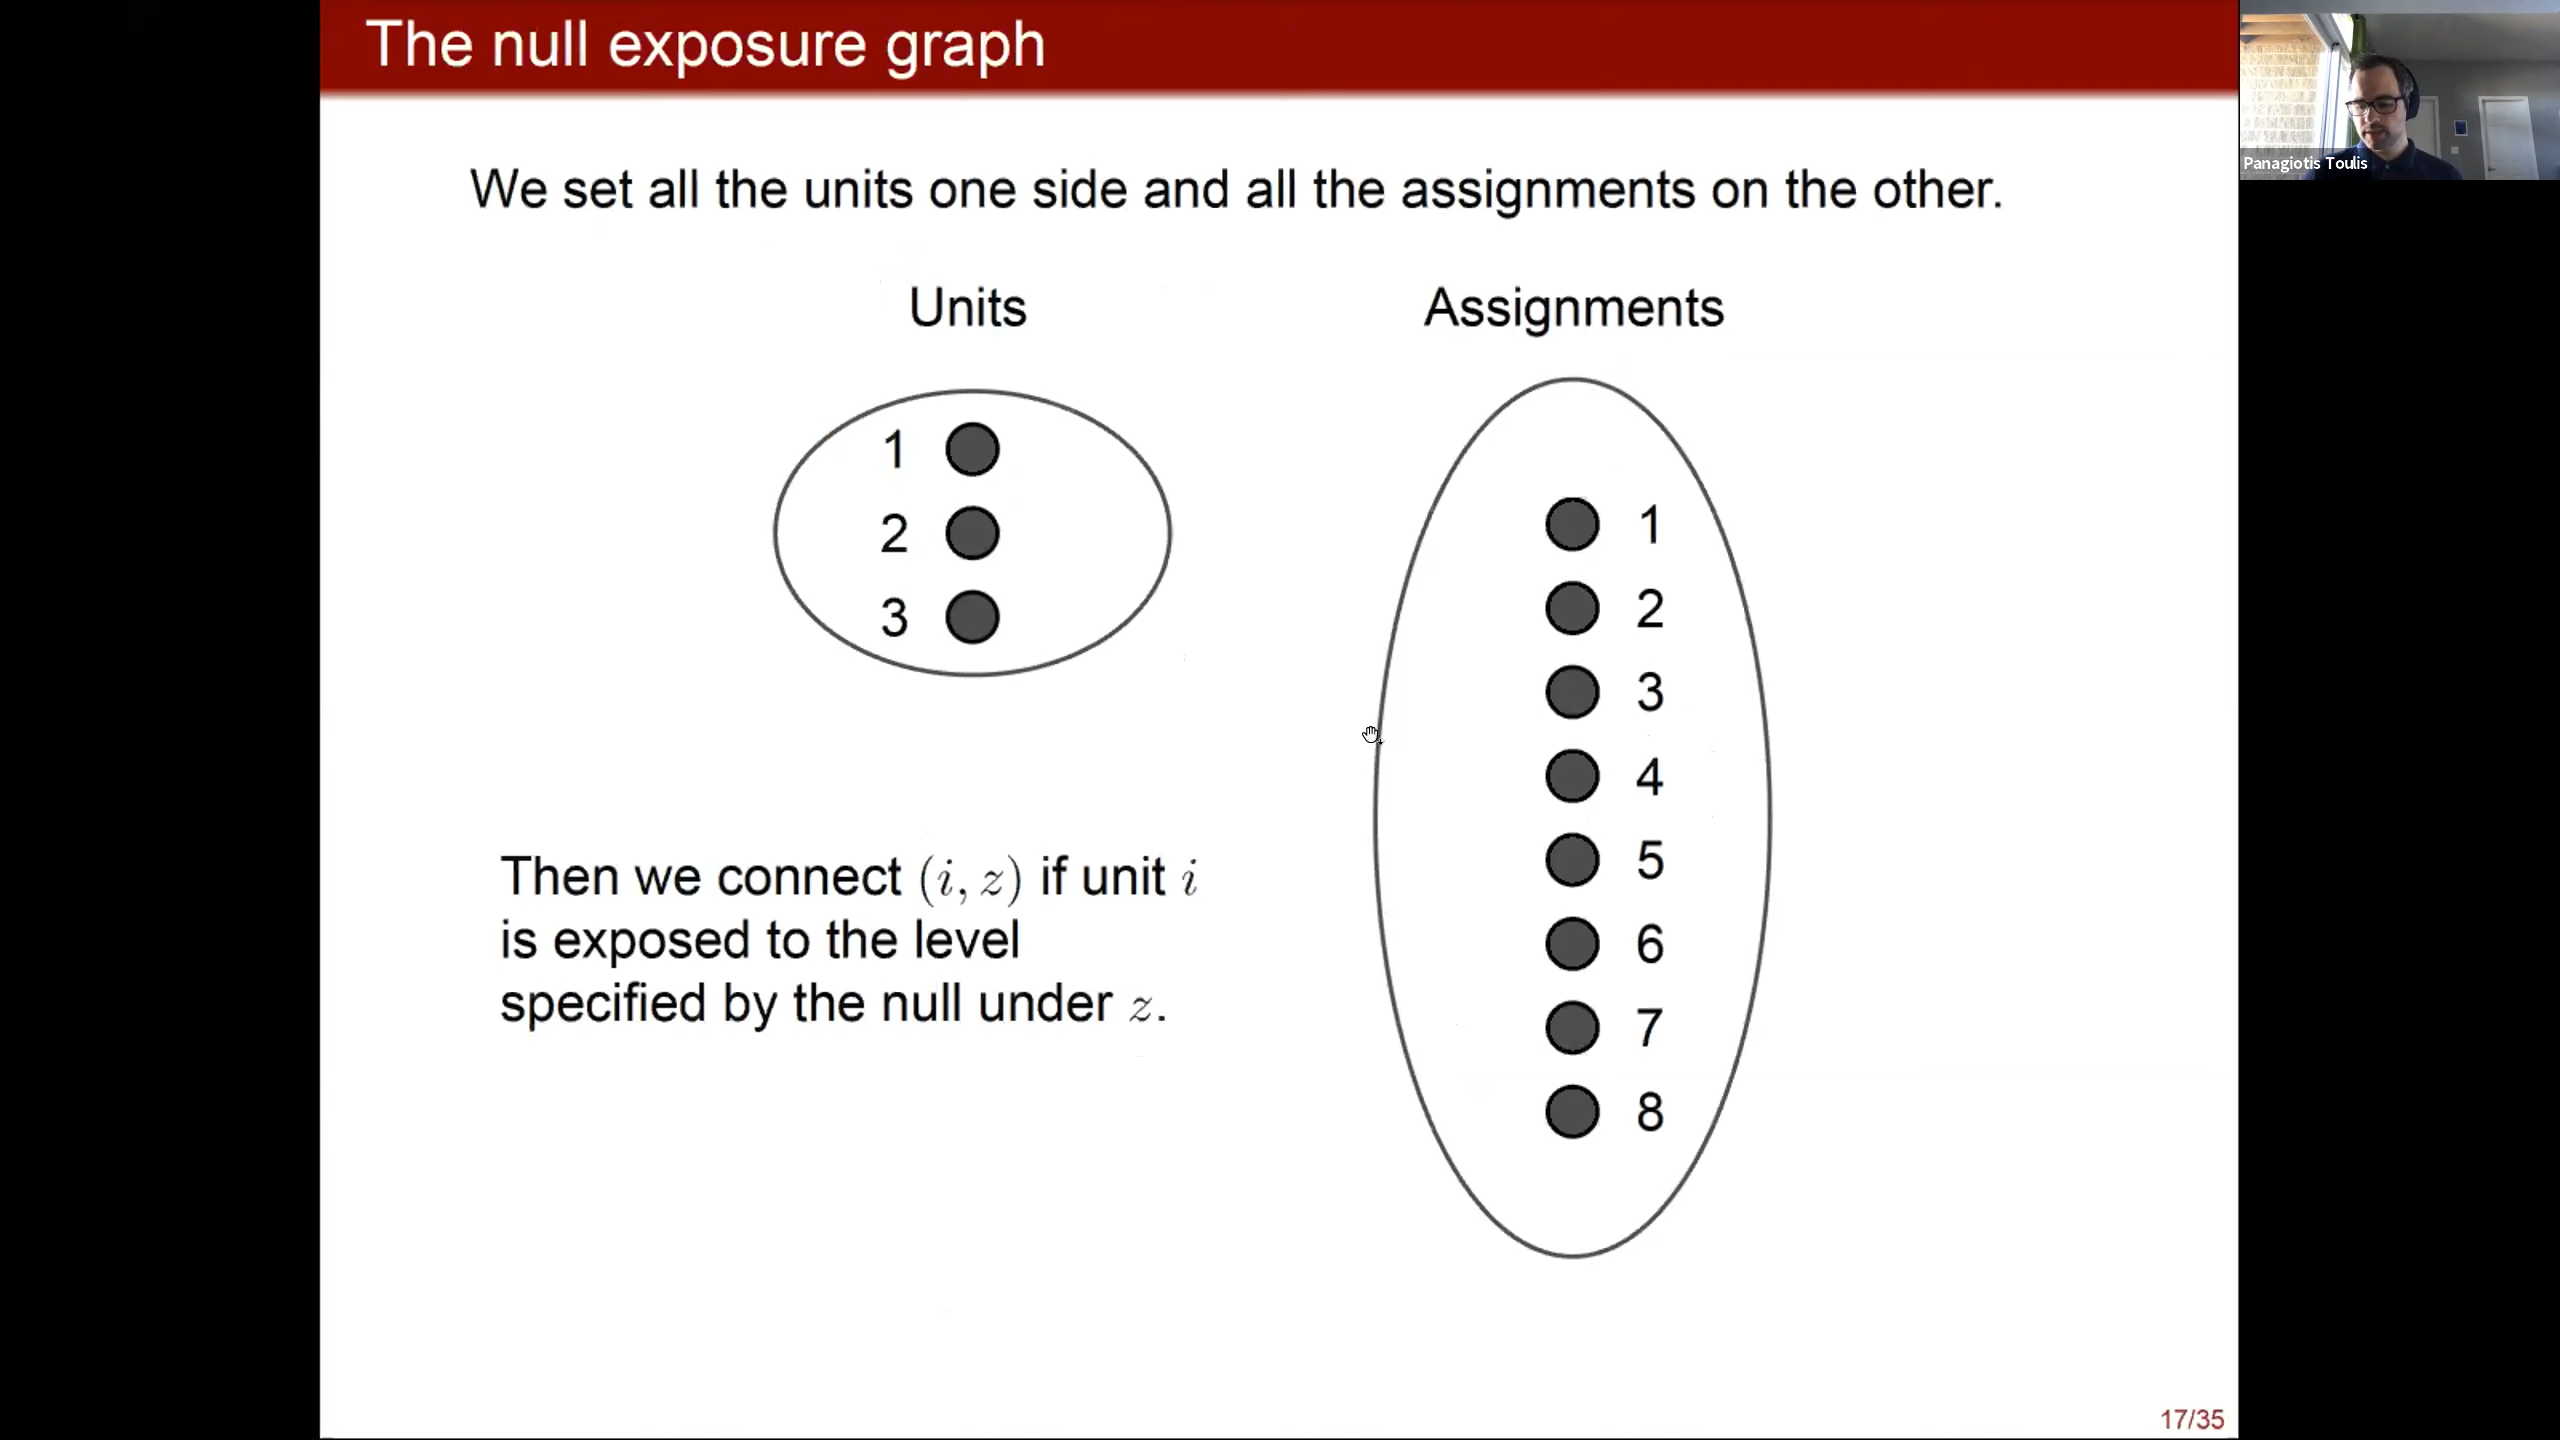 The null exposure graph
Panagiotis Toulis
We set all the units one side and all the assignments on the other.
Units
Assignments
1
2
3
1
2
3
4
5
6
7
8
Then we connect (i, z) if unit i
is exposed to the level
specified by the null under z.
17/35